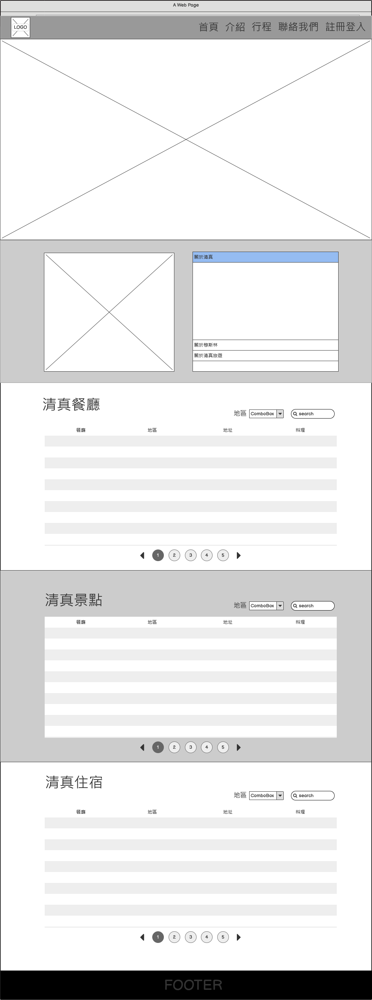 A Web Page
LOGO
首頁 介紹 行程 聯絡我們 註冊登入
關於清真
關於穆斯林
關於清真旅遊
清真餐廳
地區 ComboBox search
餐廳 地區 地址 料理
1 2 3 4 5
清真景點
地區 ComboBox search
餐廳 地區 地址 料理
1 2 3 4 5
清真住宿
地區 ComboBox search
餐廳 地區 地址 料理
1 2 3 4 5
FOOTER